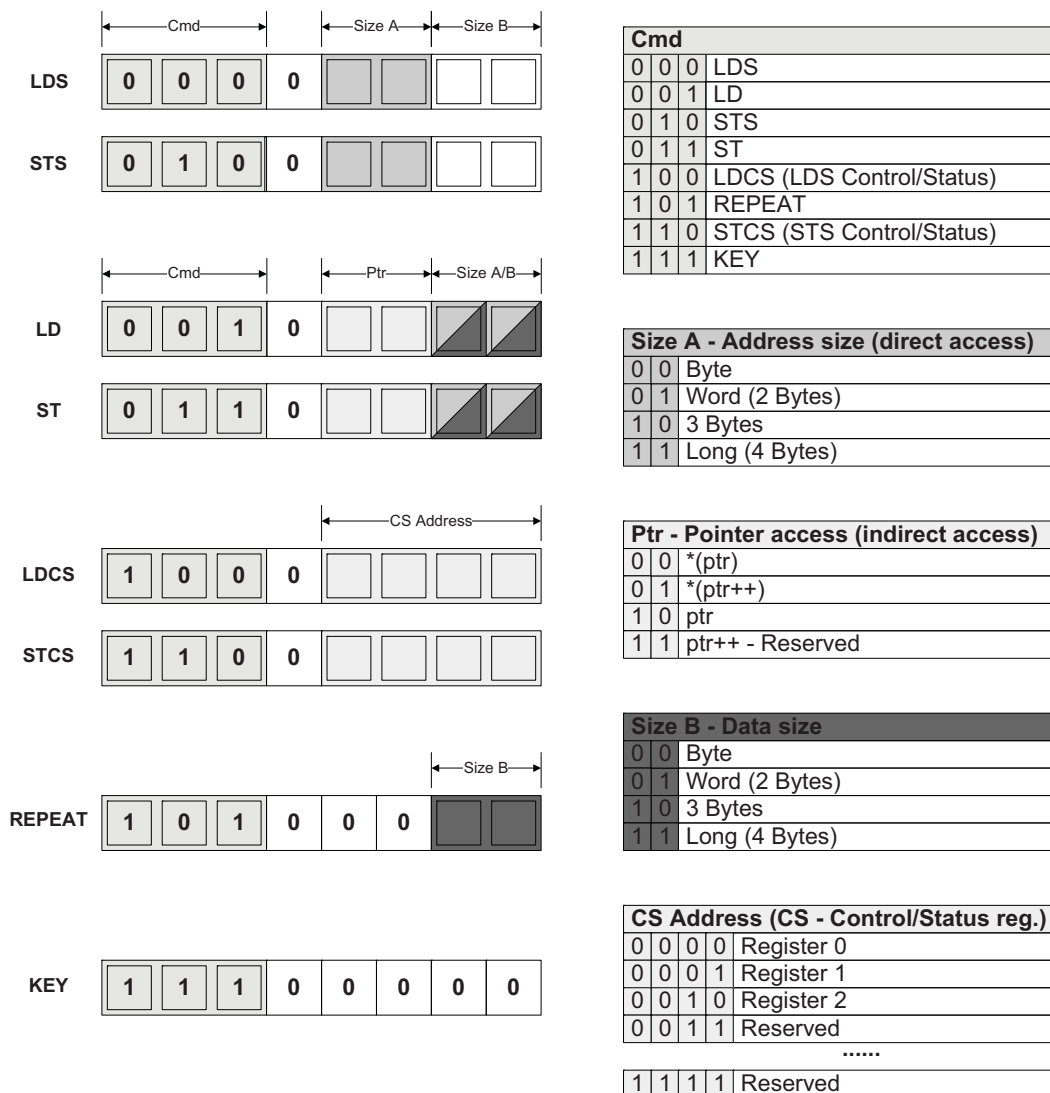 Cmd Size A Size B
LDS 0 0 0 0
STS 0 1 0 0
Cmd Ptr Size A/B
LD 0 0 1 0
ST 0 1 1 0
CS Address
LDCS 1 0 0 0
STCS 1 1 0 0
Size B
REPEAT 1 0 1 0 0 0
KEY 1 1 1 0 0 0 0 0
Cmd
0 0 0 LDS
0 0 1 LD
0 1 0 STS
0 1 1 ST
1 0 0 LDCS (LDS Control/Status)
1 0 1 REPEAT
1 1 0 STCS (STS Control/Status)
1 1 1 KEY
Size A - Address size (direct access)
0 0 Byte
0 1 Word (2 Bytes)
1 0 3 Bytes
1 1 Long (4 Bytes)
Ptr - Pointer access (indirect access)
0 0 *(ptr)
0 1 *(ptr++)
1 0 ptr
1 1 ptr++ - Reserved
Size B - Data size
0 0 Byte
0 1 Word (2 Bytes)
1 0 3 Bytes
1 1 Long (4 Bytes)
CS Address (CS - Control/Status reg.)
0 0 0 0 Register 0
0 0 0 1 Register 1
0 0 1 0 Register 2
0 0 1 1 Reserved
......
1 1 1 1 Reserved